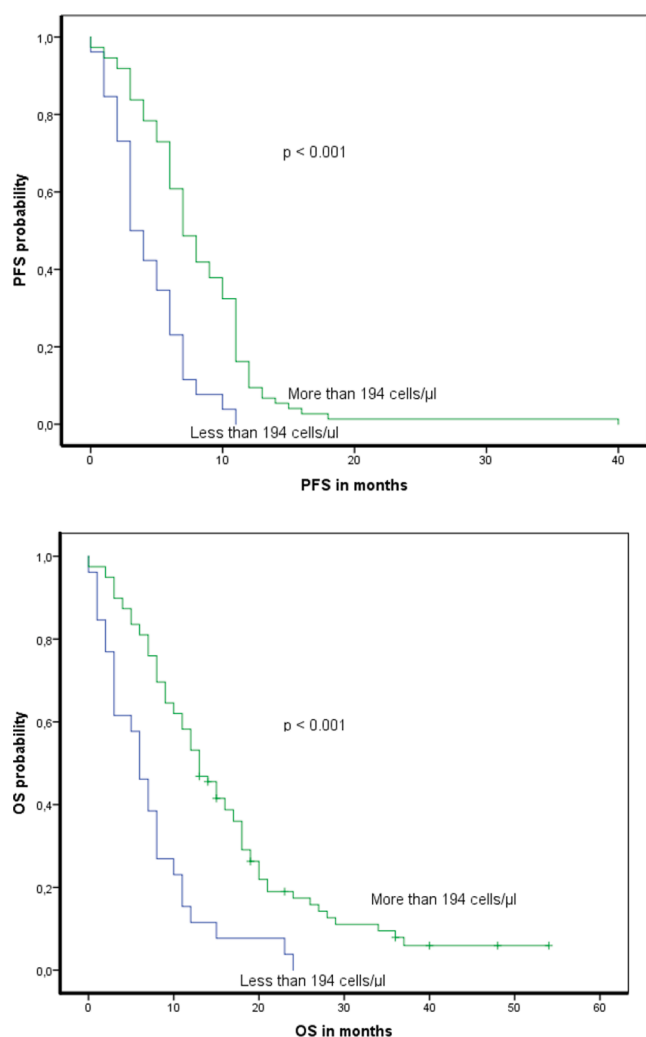 1,0
0,8
0,6
0,4
0,2
0,0
PFS probability
p < 0.001
More than 194 cells/µl
Less than 194 cells/ul
0 10 20 30 40
PFS in months
1,0
0,8
0,6
0,4
0,2
0,0
OS probability
p < 0.001
More than 194 cells/µl
Less than 194 cells/µl
0 10 20 30 40 50 60
OS in months